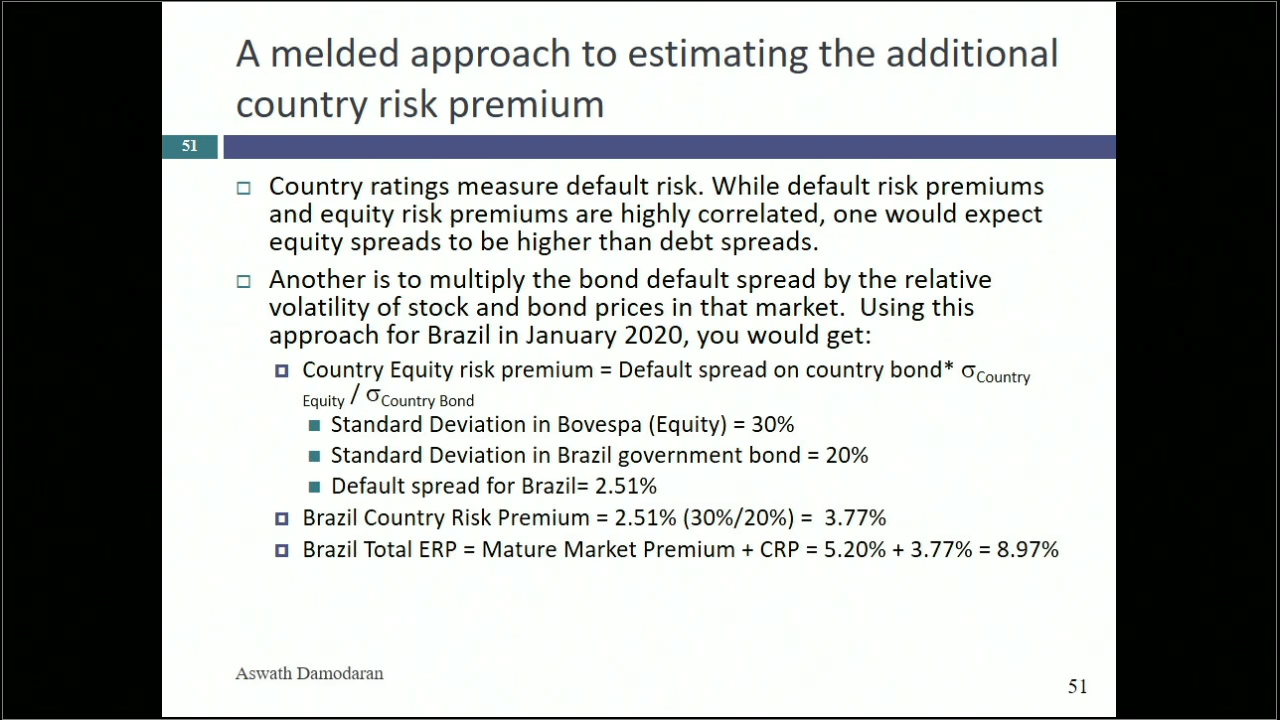 A melded approach to estimating the additional
country risk premium
51
Country ratings measure default risk. While default risk premiums
and equity risk premiums are highly correlated, one would expect
equity spreads to be higher than debt spreads.
Another is to multiply the bond default spread by the relative
volatility of stock and bond prices in that market.  Using this
approach for Brazil in January 2020, you would get:
Country Equity risk premium = Default spread on country bond* σCountry
Equity / σCountry Bond
Standard Deviation in Bovespa (Equity) = 30%
Standard Deviation in Brazil government bond = 20%
Default spread for Brazil= 2.51%
Brazil Country Risk Premium = 2.51% (30%/20%) =  3.77%
Brazil Total ERP = Mature Market Premium + CRP = 5.20% + 3.77% = 8.97%
Aswath Damodaran
51